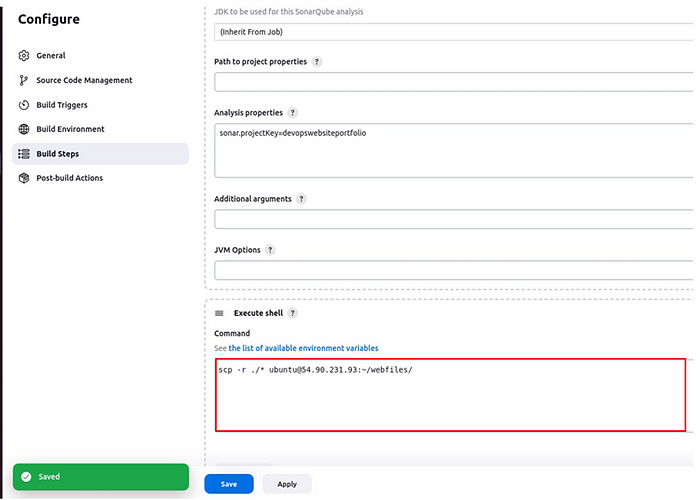 Configure
General
Source Code Management
Build Triggers
Build Environment
Build Steps
Post-build Actions
JDK to be used for this SonarQube analysis
(Inherit From Job)
Path to project properties ?
Analysis properties ?
sonar.projectKey=devopswebsiteportfolio
Additional arguments ?
JVM Options ?
Execute shell ?
Command
See the list of available environment variables
scp -r ./* ubuntu@54.90.231.93:~/webfiles/
Saved
Save Apply